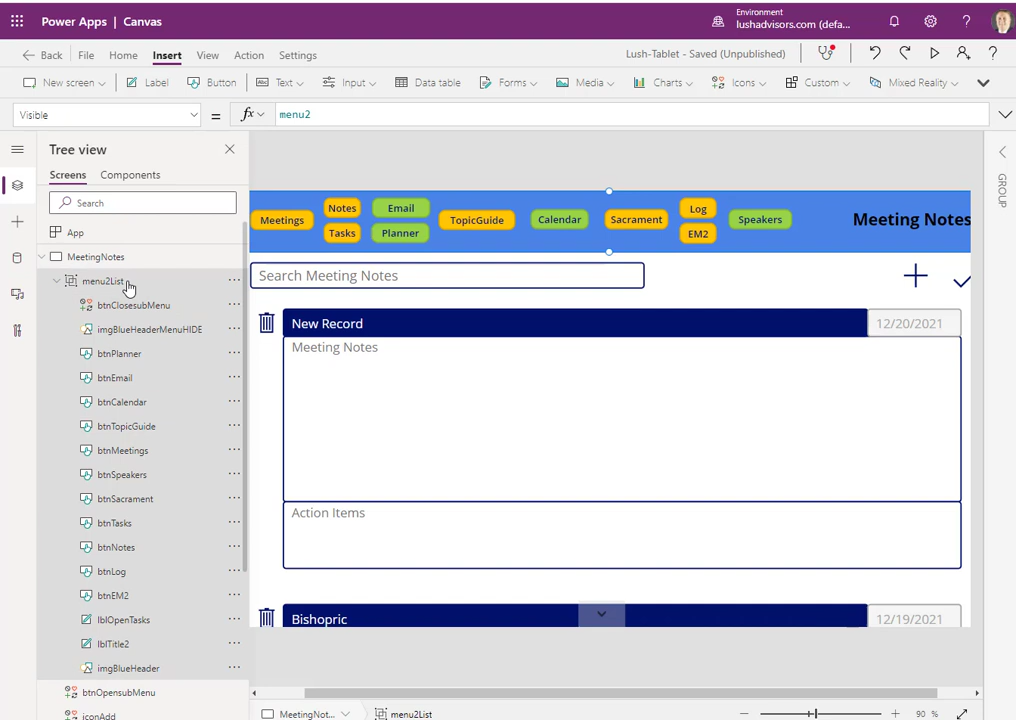 Power Apps | Canvas
Environment
lushadvisors.com (defa...
?
Back File Home Insert View Action Settings
Lush-Tablet - Saved (Unpublished)
?
New screen Label Button Text Input Data table Forms Media Charts Icons Custom Mixed Reality
Visible = fx menu2
Tree view
Screens Components
Search
App
MeetingNotes
menu2List ...
btnClosesubMenu ...
imgBlueHeaderMenuHIDE ...
btnPlanner ...
btnEmail ...
btnCalendar ...
btnTopicGuide ...
btnMeetings ...
btnSpeakers ...
btnSacrament ...
btnTasks ...
btnNotes ...
btnLog ...
btnEM2 ...
lblOpenTasks ...
lblTitle2 ...
imgBlueHeader ...
btnOpensubMenu ...
iconAdd ...
Meetings
Notes
Tasks
Email
Planner
TopicGuide
Calendar
Sacrament
Log
EM2
Speakers
Meeting Notes
Search Meeting Notes
New Record 12/20/2021
Meeting Notes
Action Items
Bishopric 12/19/2021
GROUP
MeetingNot... menu2List
90 %